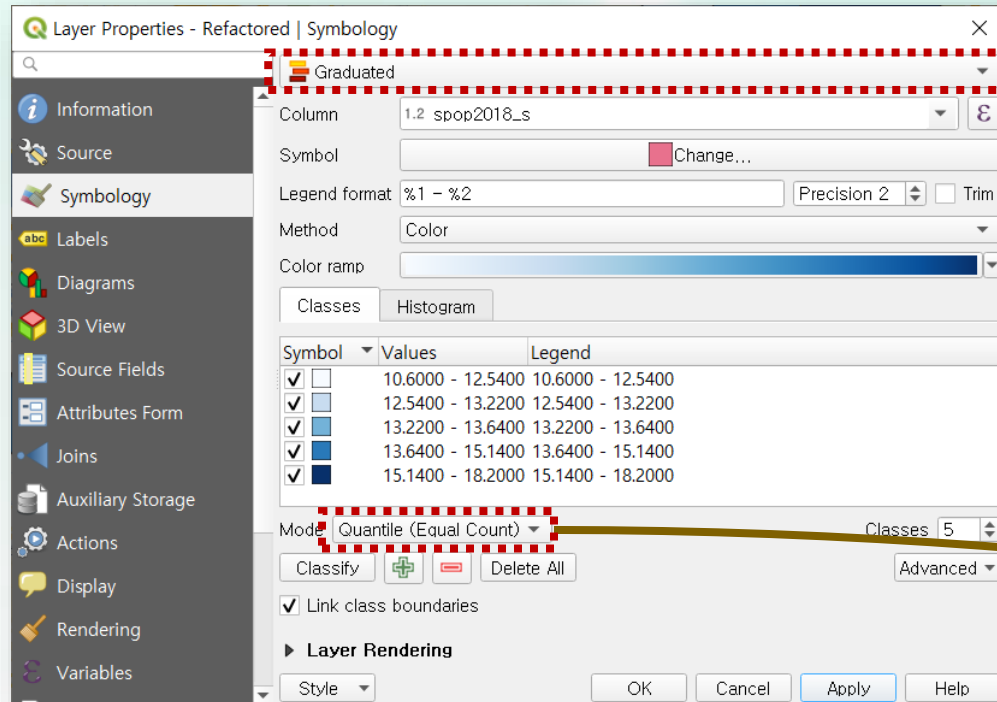 Layer Properties - Refactored | Symbology
Graduated
Information
Source
Symbology
Labels
Diagrams
3D View
Source Fields
Attributes Form
Joins
Auxiliary Storage
Actions
Display
Rendering
Variables
Column 1.2 spop2018_s ε
Symbol Change...
Legend format %1 - %2 Precision 2 Trim
Method Color
Color ramp
Classes Histogram
Symbol Values Legend
10.6000 - 12.5400 10.6000 - 12.5400
12.5400 - 13.2200 12.5400 - 13.2200
13.2200 - 13.6400 13.2200 - 13.6400
13.6400 - 15.1400 13.6400 - 15.1400
15.1400 - 18.2000 15.1400 - 18.2000
Mode Quantile (Equal Count) Classes 5
Classify Delete All Advanced
Link class boundaries
Layer Rendering
Style OK Cancel Apply Help